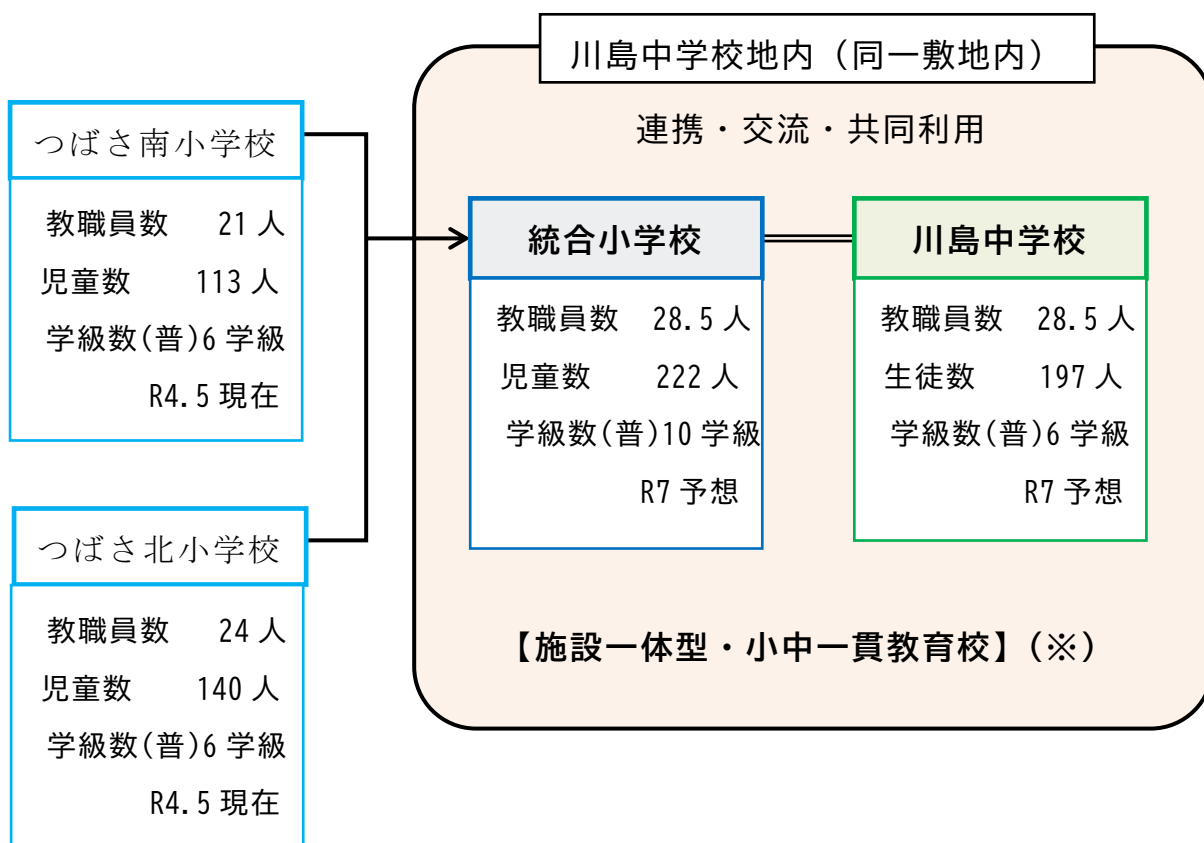 川島中学校地内（同一敷地内）
連携・交流・共同利用
つばさ南小学校
教職員数 21人
児童数 113人
学級数(普)6学級
R4.5現在
つばさ北小学校
教職員数 24人
児童数 140人
学級数(普)6学級
R4.5現在
統合小学校
教職員数 28.5人
児童数 222人
学級数(普)10学級
R7予想
川島中学校
教職員数 28.5人
生徒数 197人
学級数(普)6学級
R7予想
【施設一体型・小中一貫教育校】(※)